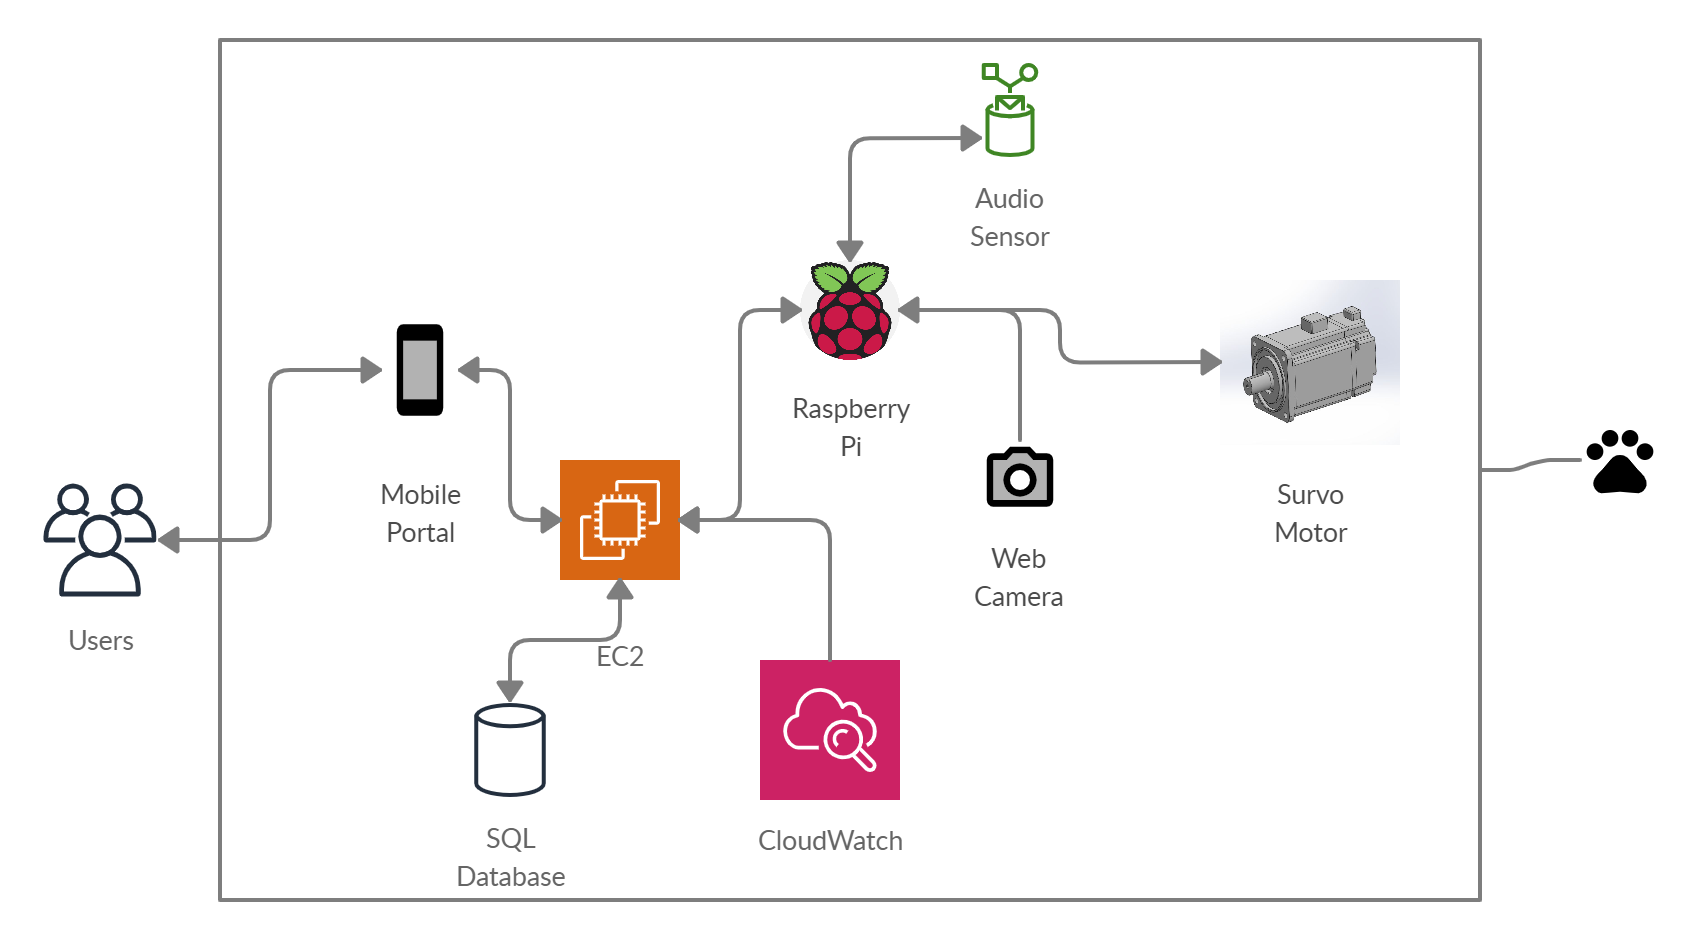 Audio
Sensor
Raspberry
Pi
Mobile
Portal
Survo
Motor
Web
Camera
Users
EC2
SQL
Database
CloudWatch